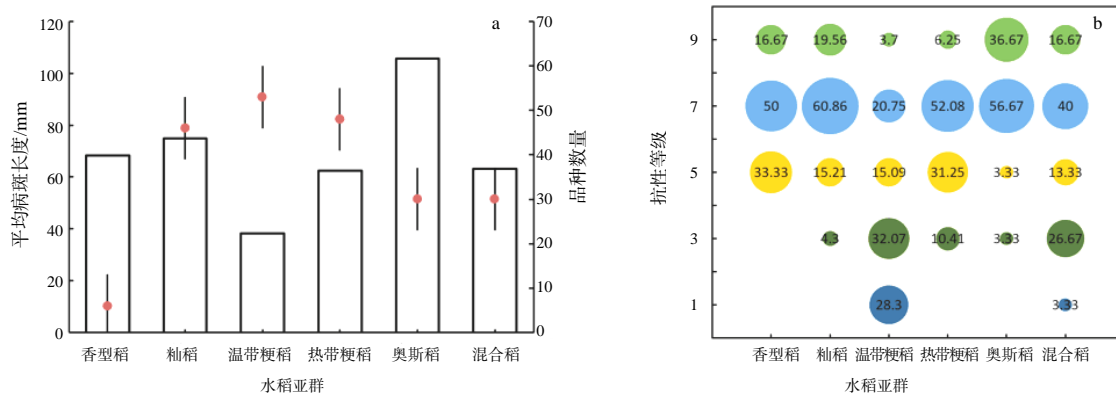 a
120
100
80
60
40
20
0
平均病斑长度/mm
70
60
50
40
30
20
10
0
品种数量
香型稻 籼稻 温带粳稻 热带粳稻 奥斯稻 混合稻
水稻亚群
b
抗性等级
9 16.67 19.56 3.7 6.25 36.67 16.67
7 50 60.86 20.75 52.08 56.67 40
5 33.33 15.21 15.09 31.25 3.33 13.33
3 4.3 32.07 10.41 3.33 26.67
1 28.3 3.33
香型稻 籼稻 温带粳稻 热带粳稻 奥斯稻 混合稻
水稻亚群